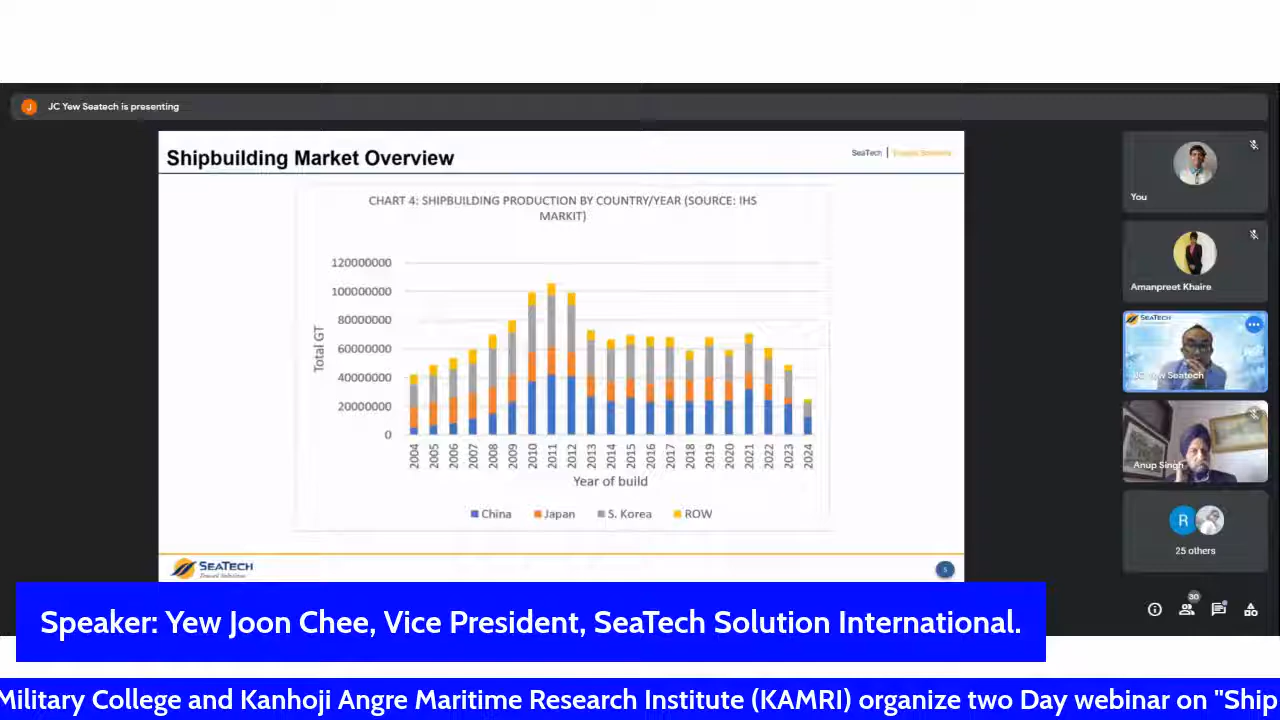 J
JC Yew Seatech is presenting
Shipbuilding Market Overview
SeaTech
CHART 4: SHIPBUILDING PRODUCTION BY COUNTRY/YEAR (SOURCE: IHS
MARKIT)
Total GT
120000000
100000000
80000000
60000000
40000000
20000000
0
2004 2005 2006 2007 2008 2009 2010 2011 2012 2013 2014 2015 2016 2017 2018 2019 2020 2021 2022 2023 2024
Year of build
China Japan S. Korea ROW
SEATECH
5
You
Amanpreet Khaire
SEATECH
JC Yew Seatech
Anup Singh
R
25 others
30
Speaker: Yew Joon Chee, Vice President, SeaTech Solution International.
Military College and Kanhoji Angre Maritime Research Institute (KAMRI) organize two Day webinar on "Ship